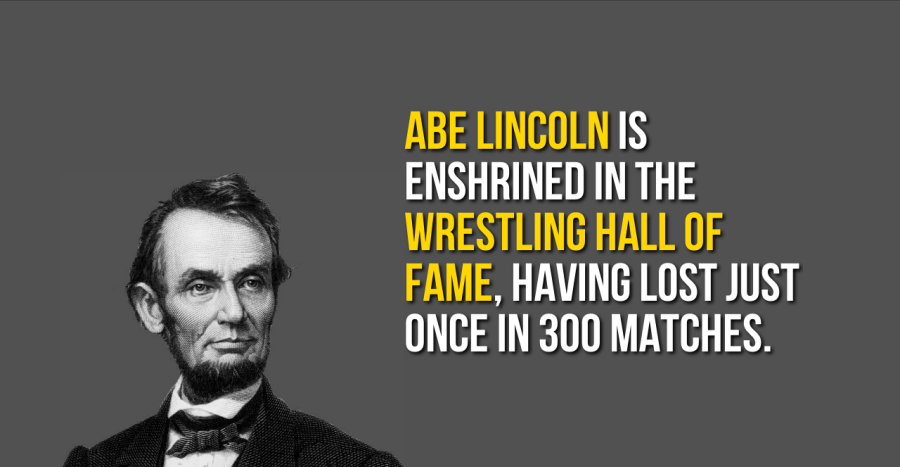 ABE LINCOLN IS
ENSHRINED IN THE
WRESTLING HALL OF
FAME, HAVING LOST JUST
ONCE IN 300 MATCHES.